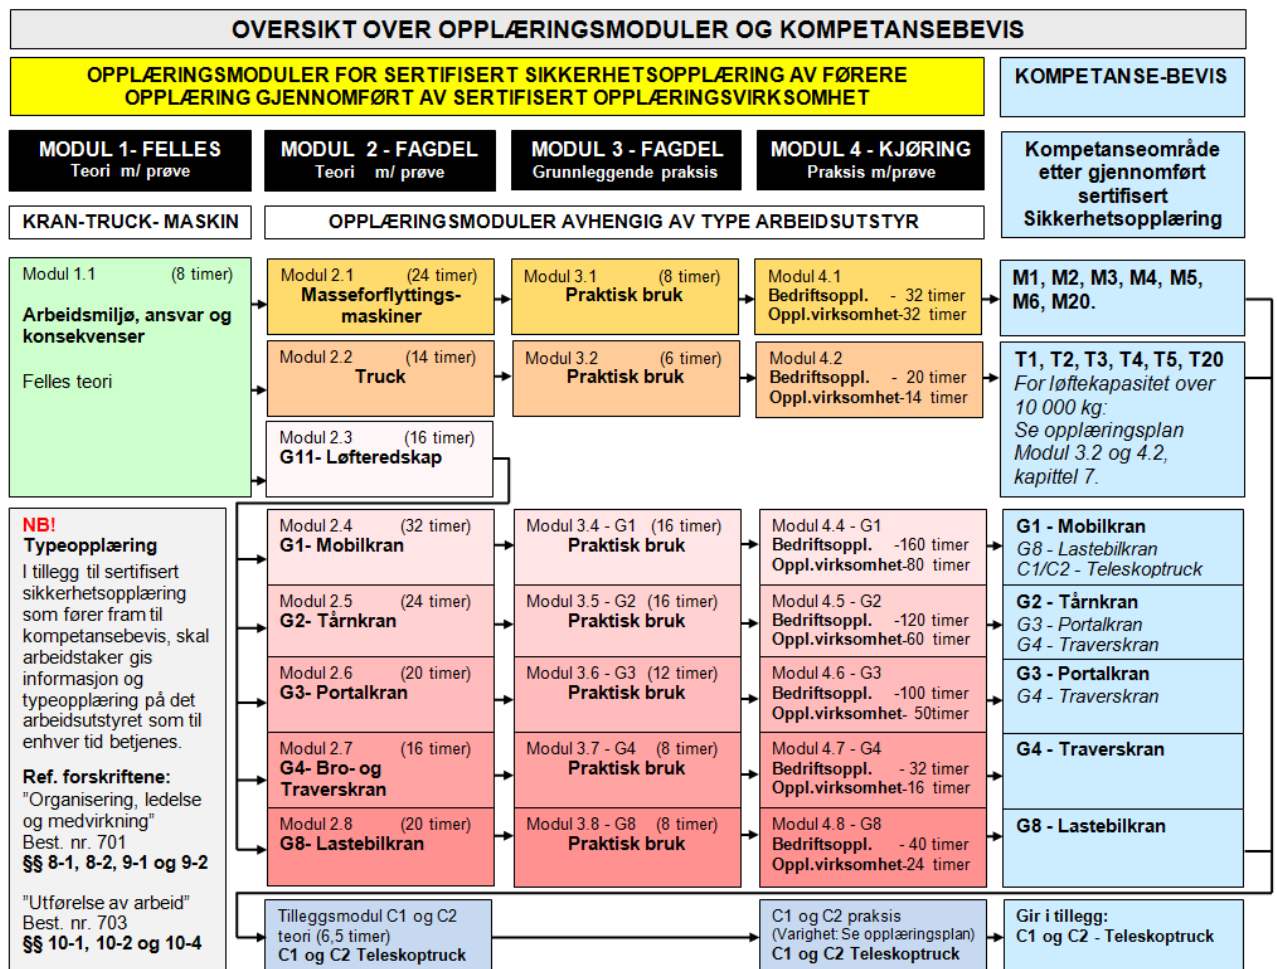 OVERSIKT OVER OPPLÆRINGSMODULER OG KOMPETANSEBEVIS
OPPLÆRINGSMODULER FOR SERTIFISERT SIKKERHETSOPPLÆRING AV FØRERE
OPPLÆRING GJENNOMFØRT AV SERTIFISERT OPPLÆRINGSVIRKSOMHET
KOMPETANSE-BEVIS
MODUL 1- FELLES
Teori m/ prøve
MODUL 2 - FAGDEL
Teori m/ prøve
MODUL 3 - FAGDEL
Grunnleggende praksis
MODUL 4 - KJØRING
Praksis m/prøve
Kompetanseområde
etter gjennomført
sertifisert
Sikkerhetsopplæring
KRAN-TRUCK- MASKIN
OPPLÆRINGSMODULER AVHENGIG AV TYPE ARBEIDSUTSTYR
Modul 1.1 (8 timer)
Arbeidsmiljø, ansvar og
konsekvenser
Felles teori
Modul 2.1 (24 timer)
Masseforflyttings-
maskiner
Modul 3.1 (8 timer)
Praktisk bruk
Modul 4.1
Bedriftsoppl. - 32 timer
Oppl.virksomhet-32 timer
M1, M2, M3, M4, M5,
M6, M20.
Modul 2.2 (14 timer)
Truck
Modul 3.2 (6 timer)
Praktisk bruk
Modul 4.2
Bedriftsoppl. - 20 timer
Oppl.virksomhet-14 timer
T1, T2, T3, T4, T5, T20
For løftekapasitet over
10 000 kg:
Se opplæringsplan
Modul 3.2 og 4.2,
kapittel 7.
Modul 2.3 (16 timer)
G11- Løfteredskap
NB!
Typeopplæring
I tillegg til sertifisert
sikkerhetsopplæring
som fører fram til
kompetansebevis, skal
arbeidstaker gis
informasjon og
typeopplæring på det
arbeidsutstyret som til
enhver tid betjenes.
Ref. forskriftene:
"Organisering, ledelse
og medvirkning"
Best. nr. 701
§§ 8-1, 8-2, 9-1 og 9-2
"Utførelse av arbeid"
Best. nr. 703
§§ 10-1, 10-2 og 10-4
Modul 2.4 (32 timer)
G1- Mobilkran
Modul 3.4 - G1 (16 timer)
Praktisk bruk
Modul 4.4 - G1
Bedriftsoppl. -160 timer
Oppl.virksomhet-80 timer
G1 - Mobilkran
G8 - Lastebilkran
C1/C2 - Teleskoptruck
Modul 2.5 (24 timer)
G2- Tårnkran
Modul 3.5 - G2 (16 timer)
Praktisk bruk
Modul 4.5 - G2
Bedriftsoppl. -120 timer
Oppl.virksomhet-60 timer
G2 - Tårnkran
G3 - Portalkran
G4 - Traverskran
Modul 2.6 (20 timer)
G3- Portalkran
Modul 3.6 - G3 (12 timer)
Praktisk bruk
Modul 4.6 - G3
Bedriftsoppl. -100 timer
Oppl.virksomhet- 50timer
G3 - Portalkran
G4 - Traverskran
Modul 2.7 (16 timer)
G4- Bro- og
Traverskran
Modul 3.7 - G4 (8 timer)
Praktisk bruk
Modul 4.7 - G4
Bedriftsoppl. - 32 timer
Oppl.virksomhet-16 timer
G4 - Traverskran
Modul 2.8 (20 timer)
G8- Lastebilkran
Modul 3.8 - G8 (8 timer)
Praktisk bruk
Modul 4.8 - G8
Bedriftsoppl. - 40 timer
Oppl.virksomhet-24 timer
G8 - Lastebilkran
Tilleggsmodul C1 og C2
teori (6,5 timer)
C1 og C2 Teleskoptruck
C1 og C2 praksis
(Varighet: Se opplæringsplan)
C1 og C2 Teleskoptruck
Gir i tillegg:
C1 og C2 - Teleskoptruck